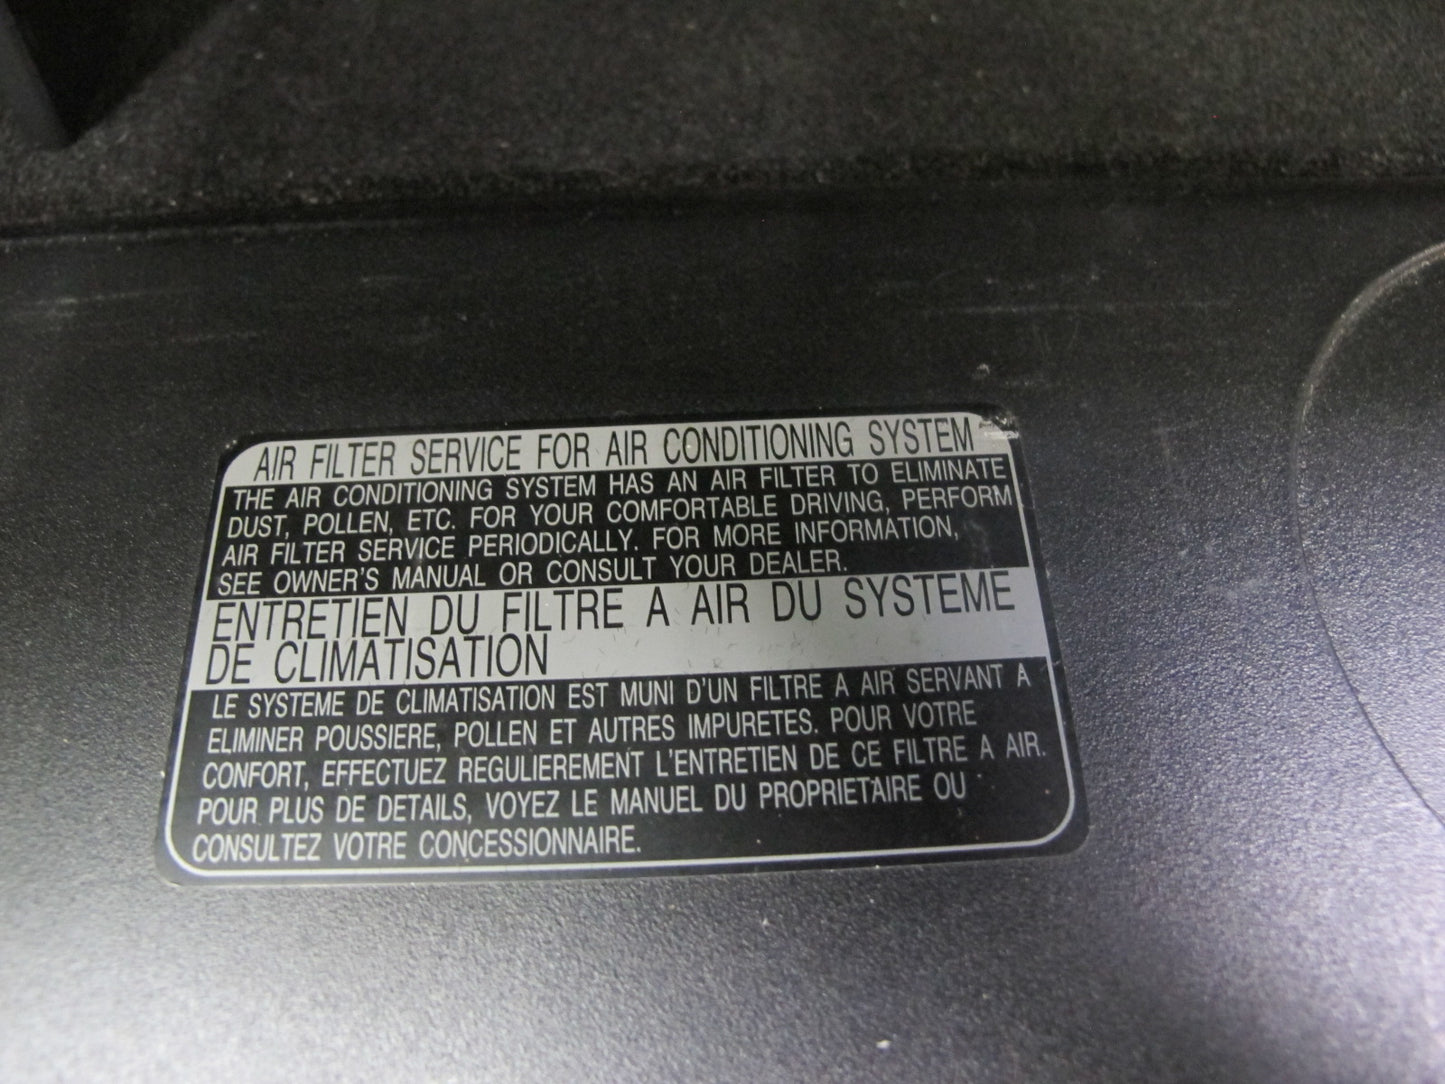 AIR FILTER SERVICE FOR AIR CONDITIONING SYSTEM
THE AIR CONDITIONING SYSTEM HAS AN AIR FILTER TO ELIMINATE
DUST, POLLEN, ETC. FOR YOUR COMFORTABLE DRIVING, PERFORM
AIR FILTER SERVICE PERIODICALLY. FOR MORE INFORMATION,
SEE OWNER'S MANUAL OR CONSULT YOUR DEALER.
ENTRETIEN DU FILTRE A AIR DU SYSTEME
DE CLIMATISATION
LE SYSTEME DE CLIMATISATION EST MUNI D'UN FILTRE A AIR SERVANT A
ELIMINER POUSSIERE, POLLEN ET AUTRES IMPURETES. POUR VOTRE
CONFORT, EFFECTUEZ REGULIEREMENT L'ENTRETIEN DE CE FILTRE A AIR.
POUR PLUS DE DETAILS, VOYEZ LE MANUEL DU PROPRIETAIRE OU
CONSULTEZ VOTRE CONCESSIONNAIRE.